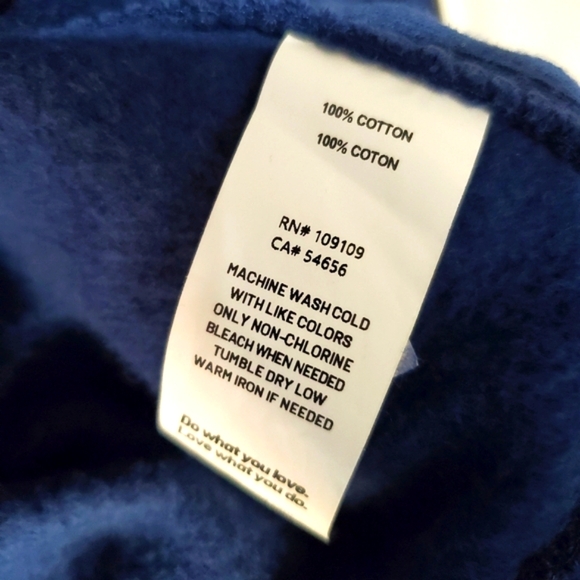 100% COTTON
100% COTON
RN# 109109
CA# 54656
MACHINE WASH COLD
WITH LIKE COLORS
ONLY NON-CHLORINE
BLEACH WHEN NEEDED
TUMBLE DRY LOW
WARM IRON IF NEEDED
Do what you love.
Love what you do.